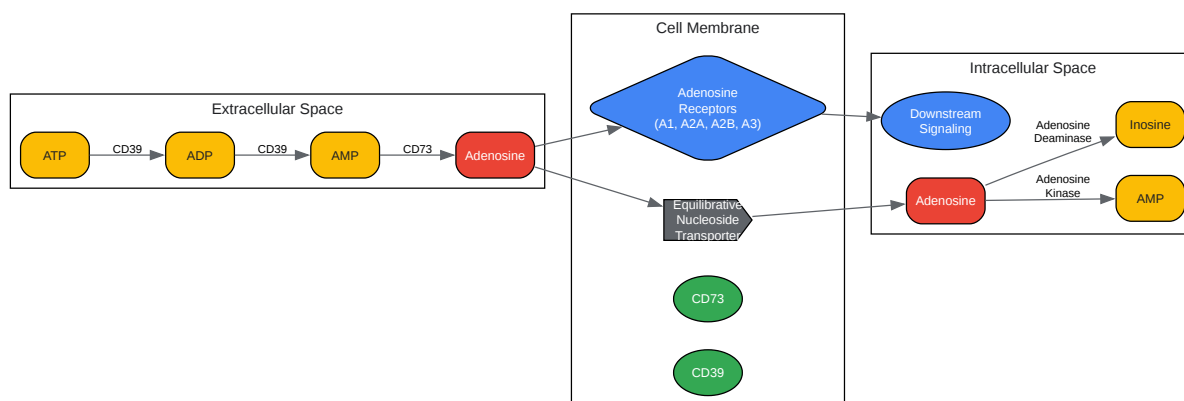 Extracellular Space
ATP
CD39
ADP
CD39
AMP
CD73
Adenosine
Cell Membrane
Adenosine
Receptors
(A1, A2A, A2B, A3)
Equilibrative
Nucleoside
Transporter
CD73
CD39
Intracellular Space
Downstream
Signaling
Adenosine
Adenosine
Deaminase
Inosine
Adenosine
Kinase
AMP